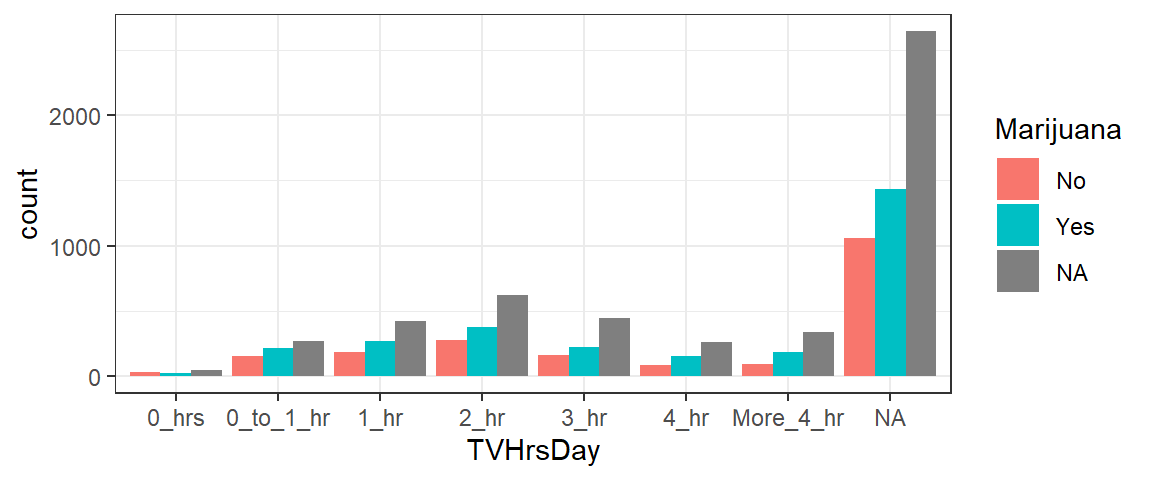 count
2000
1000
0
0_hrs 0_to_1_hr 1_hr 2_hr 3_hr 4_hr More_4_hr NA
TVHrsDay
Marijuana
No
Yes
NA